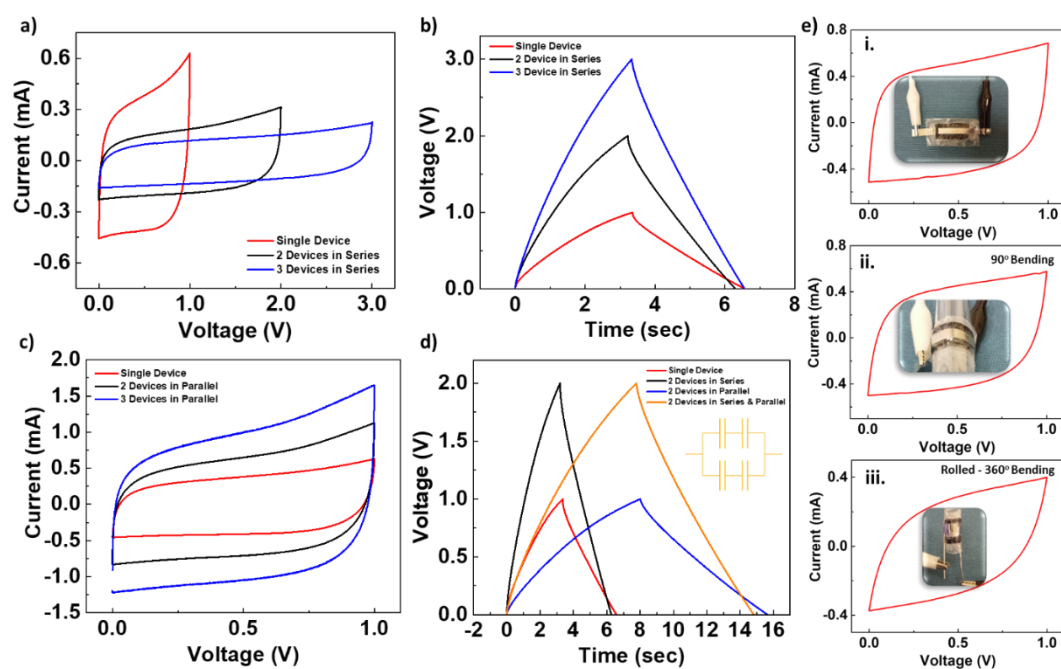 a)
0.6
0.3
0.0
-0.3
-0.6
Current (mA)
Single Device
2 Devices in Series
3 Devices in Series
0.0 1.0 2.0 3.0
Voltage (V)
b)
3.0
2.0
1.0
0.0
Voltage (V)
Single Device
2 Device in Series
3 Device in Series
0 2 4 6 8
Time (sec)
c)
2.0
1.5
1.0
0.5
0.0
-0.5
-1.0
-1.5
Current (mA)
Single Device
2 Devices in Parallel
3 Devices in Parallel
0.0 0.5 1.0
Voltage (V)
d)
2.0
1.5
1.0
0.5
0.0
Voltage (V)
Single Device
2 Devices in Series
2 Devices in Parallel
2 Devices in Series & Parallel
-2 0 2 4 6 8 10 12 14 16
Time (sec)
e)
i.
0.8
0.4
0.0
-0.4
-0.8
Current (mA)
0.0 0.5 1.0
Voltage (V)
ii.
90° Bending
0.8
0.4
0.0
-0.4
Current (mA)
0.0 0.5 1.0
Voltage (V)
iii.
Rolled - 360° Bending
0.4
0.0
-0.4
Current (mA)
0.0 0.5 1.0
Voltage (V)